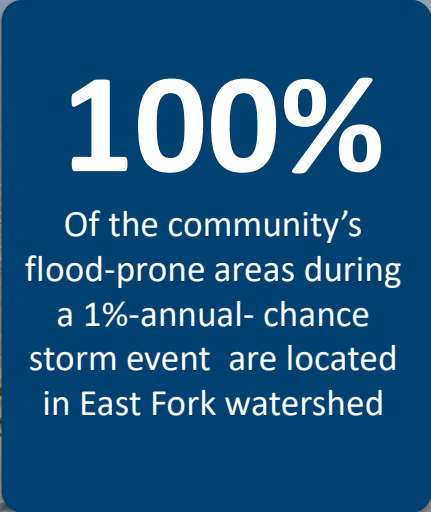 100%
Of the community’s
flood-prone areas during
a 1%-annual- chance
storm event  are located
in East Fork watershed